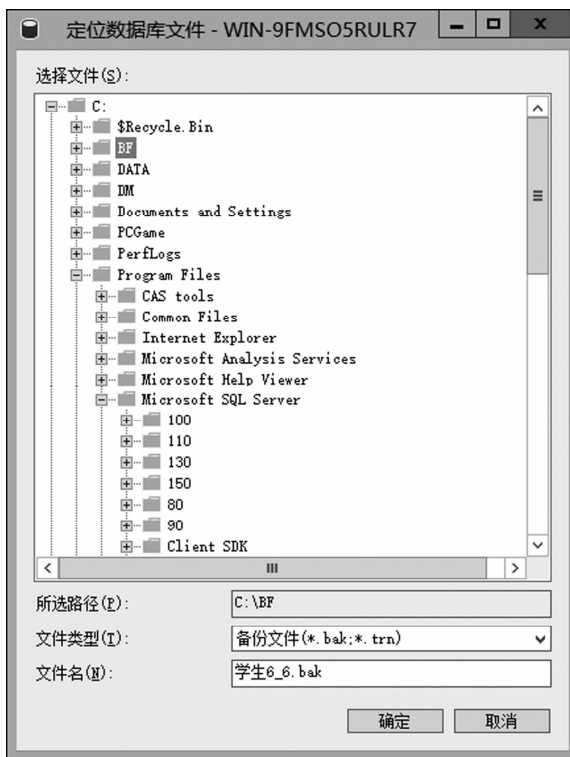 定位数据库文件 - WIN-9FMSO5RULR7
选择文件(S):
C:
$Recycle.Bin
BF
DATA
DM
Documents and Settings
PCGame
PerfLogs
Program Files
CAS tools
Common Files
Internet Explorer
Microsoft Analysis Services
Microsoft Help Viewer
Microsoft SQL Server
100
110
130
150
80
90
Client SDK
所选路径(P):
C:\BF
文件类型(T):
备份文件(*.bak;*.trn)
文件名(N):
学生6_6.bak
确定
取消